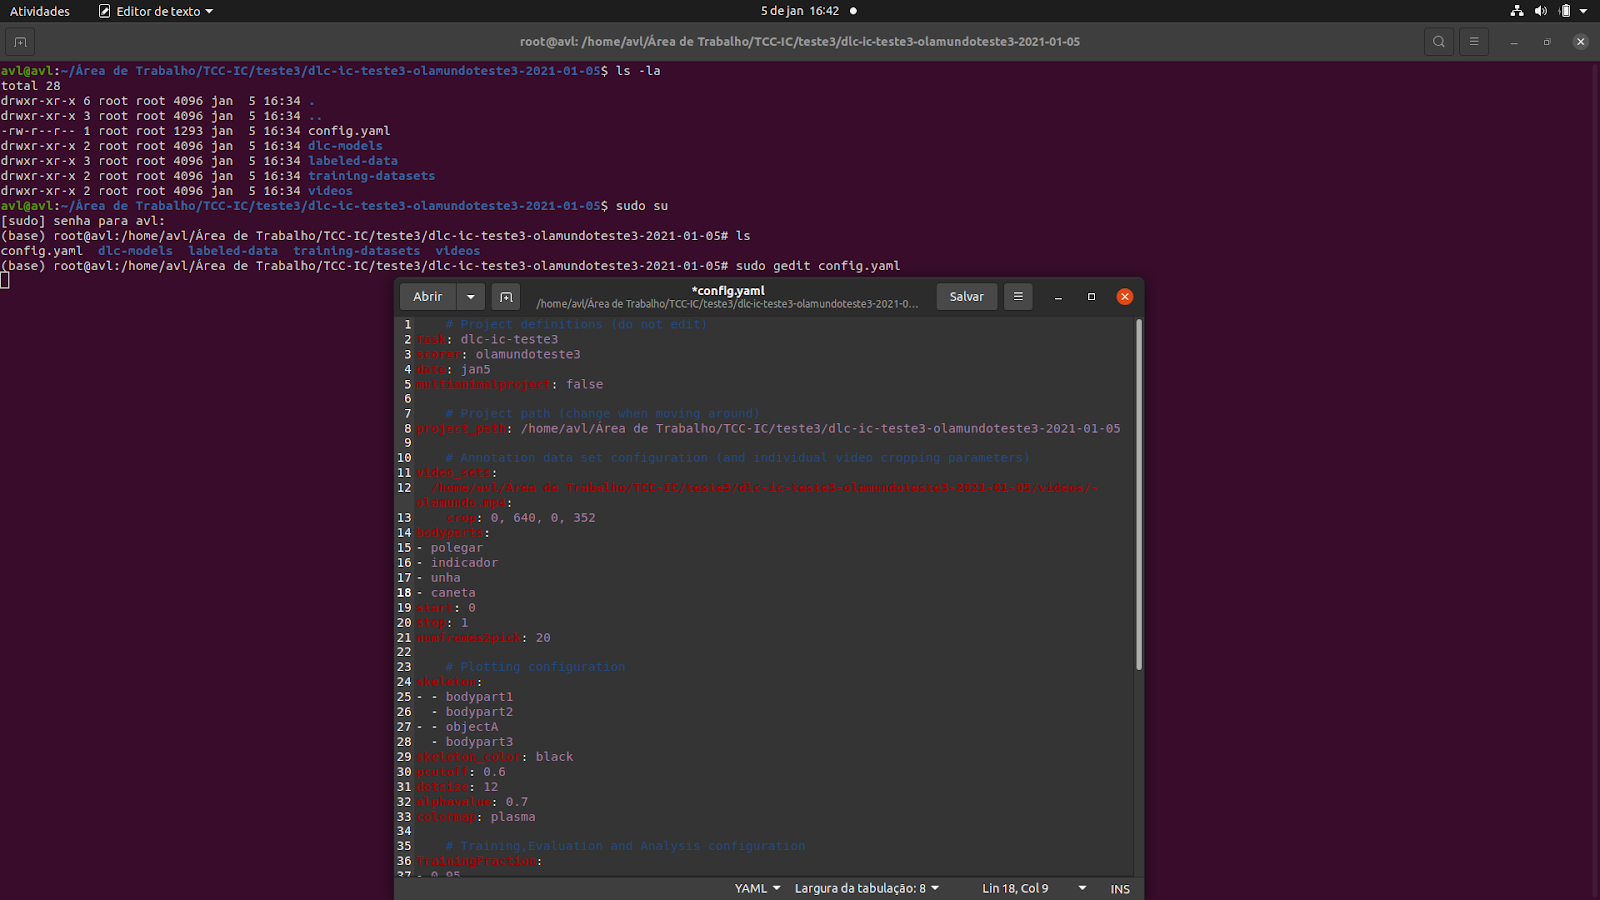 Atividades Editor de texto 5 de jan 16:42
root@avl: /home/avl/Área de Trabalho/TCC-IC/teste3/dlc-ic-teste3-olamundoteste3-2021-01-05
avl@avl:~/Área de Trabalho/TCC-IC/teste3/dlc-ic-teste3-olamundoteste3-2021-01-05$ ls -la
total 28
drwxr-xr-x 6 root root 4096 jan  5 16:34 .
drwxr-xr-x 3 root root 4096 jan  5 16:34 ..
-rw-r--r-- 1 root root 1293 jan  5 16:34 config.yaml
drwxr-xr-x 2 root root 4096 jan  5 16:34 dlc-models
drwxr-xr-x 3 root root 4096 jan  5 16:34 labeled-data
drwxr-xr-x 2 root root 4096 jan  5 16:34 training-datasets
drwxr-xr-x 2 root root 4096 jan  5 16:34 videos
avl@avl:~/Área de Trabalho/TCC-IC/teste3/dlc-ic-teste3-olamundoteste3-2021-01-05$ sudo su
[sudo] senha para avl:
(base) root@avl:/home/avl/Área de Trabalho/TCC-IC/teste3/dlc-ic-teste3-olamundoteste3-2021-01-05# ls
config.yaml  dlc-models  labeled-data  training-datasets  videos
(base) root@avl:/home/avl/Área de Trabalho/TCC-IC/teste3/dlc-ic-teste3-olamundoteste3-2021-01-05# sudo gedit config.yaml
Abrir *config.yaml Salvar
/home/avl/Área de Trabalho/TCC-IC/teste3/dlc-ic-teste3-olamundoteste3-2021-0...
1     # Project definitions (do not edit)
2 Task: dlc-ic-teste3
3 scorer: olamundoteste3
4 date: jan5
5 multianimalproject: false
6
7     # Project path (change when moving around)
8 project_path: /home/avl/Área de Trabalho/TCC-IC/teste3/dlc-ic-teste3-olamundoteste3-2021-01-05
9
10     # Annotation data set configuration (and individual video cropping parameters)
11 video_sets:
12   /home/avl/Área de Trabalho/TCC-IC/teste3/dlc-ic-teste3-olamundoteste3-2021-01-05/videos/-
olamundo.mp4:
13     crop: 0, 640, 0, 352
14 bodyparts:
15 - polegar
16 - indicador
17 - unha
18 - caneta
19 start: 0
20 stop: 1
21 numframes2pick: 20
22
23     # Plotting configuration
24 skeleton:
25 - - bodypart1
26   - bodypart2
27 - - objectA
28   - bodypart3
29 skeleton_color: black
30 pcutoff: 0.6
31 dotsize: 12
32 alphavalue: 0.7
33 colormap: plasma
34
35     # Training,Evaluation and Analysis configuration
36 TrainingFraction:
37 - 0.95
YAML Largura da tabulação: 8 Lin 18, Col 9 INS